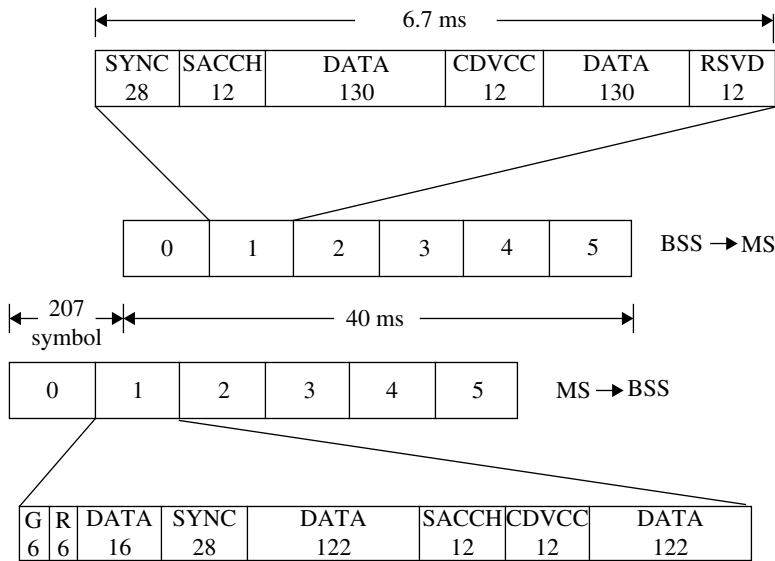 6.7 ms
SYNC SACCH DATA CDVCC DATA RSVD
28 12 130 12 130 12
0 1 2 3 4 5 BSS → MS
207
symbol
40 ms
0 1 2 3 4 5 MS → BSS
G R DATA SYNC DATA SACCH CDVCC DATA
6 6 16 28 122 12 12 122